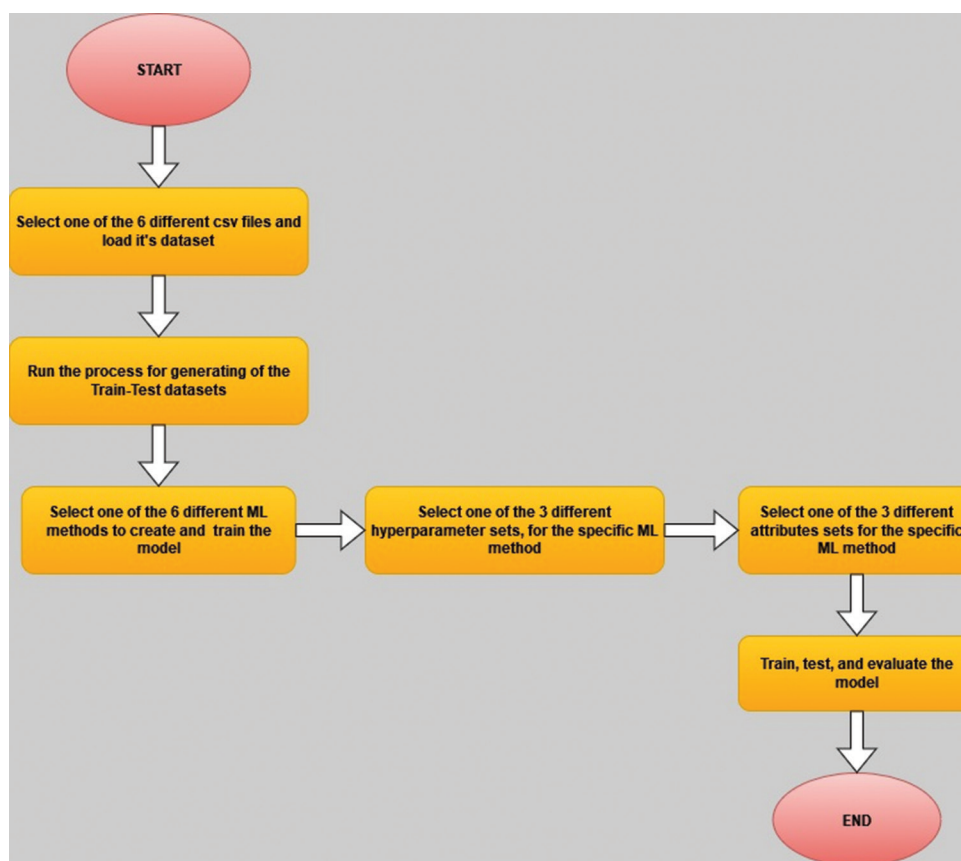 START
Select one of the 6 different csv files and
load it's dataset
Run the process for generating of the
Train-Test datasets
Select one of the 6 different ML
methods to create and train the
model
Select one of the 3 different
hyperparameter sets, for the specific ML
method
Select one of the 3 different
attributes sets for the specific
ML method
Train, test, and evaluate the
model
END